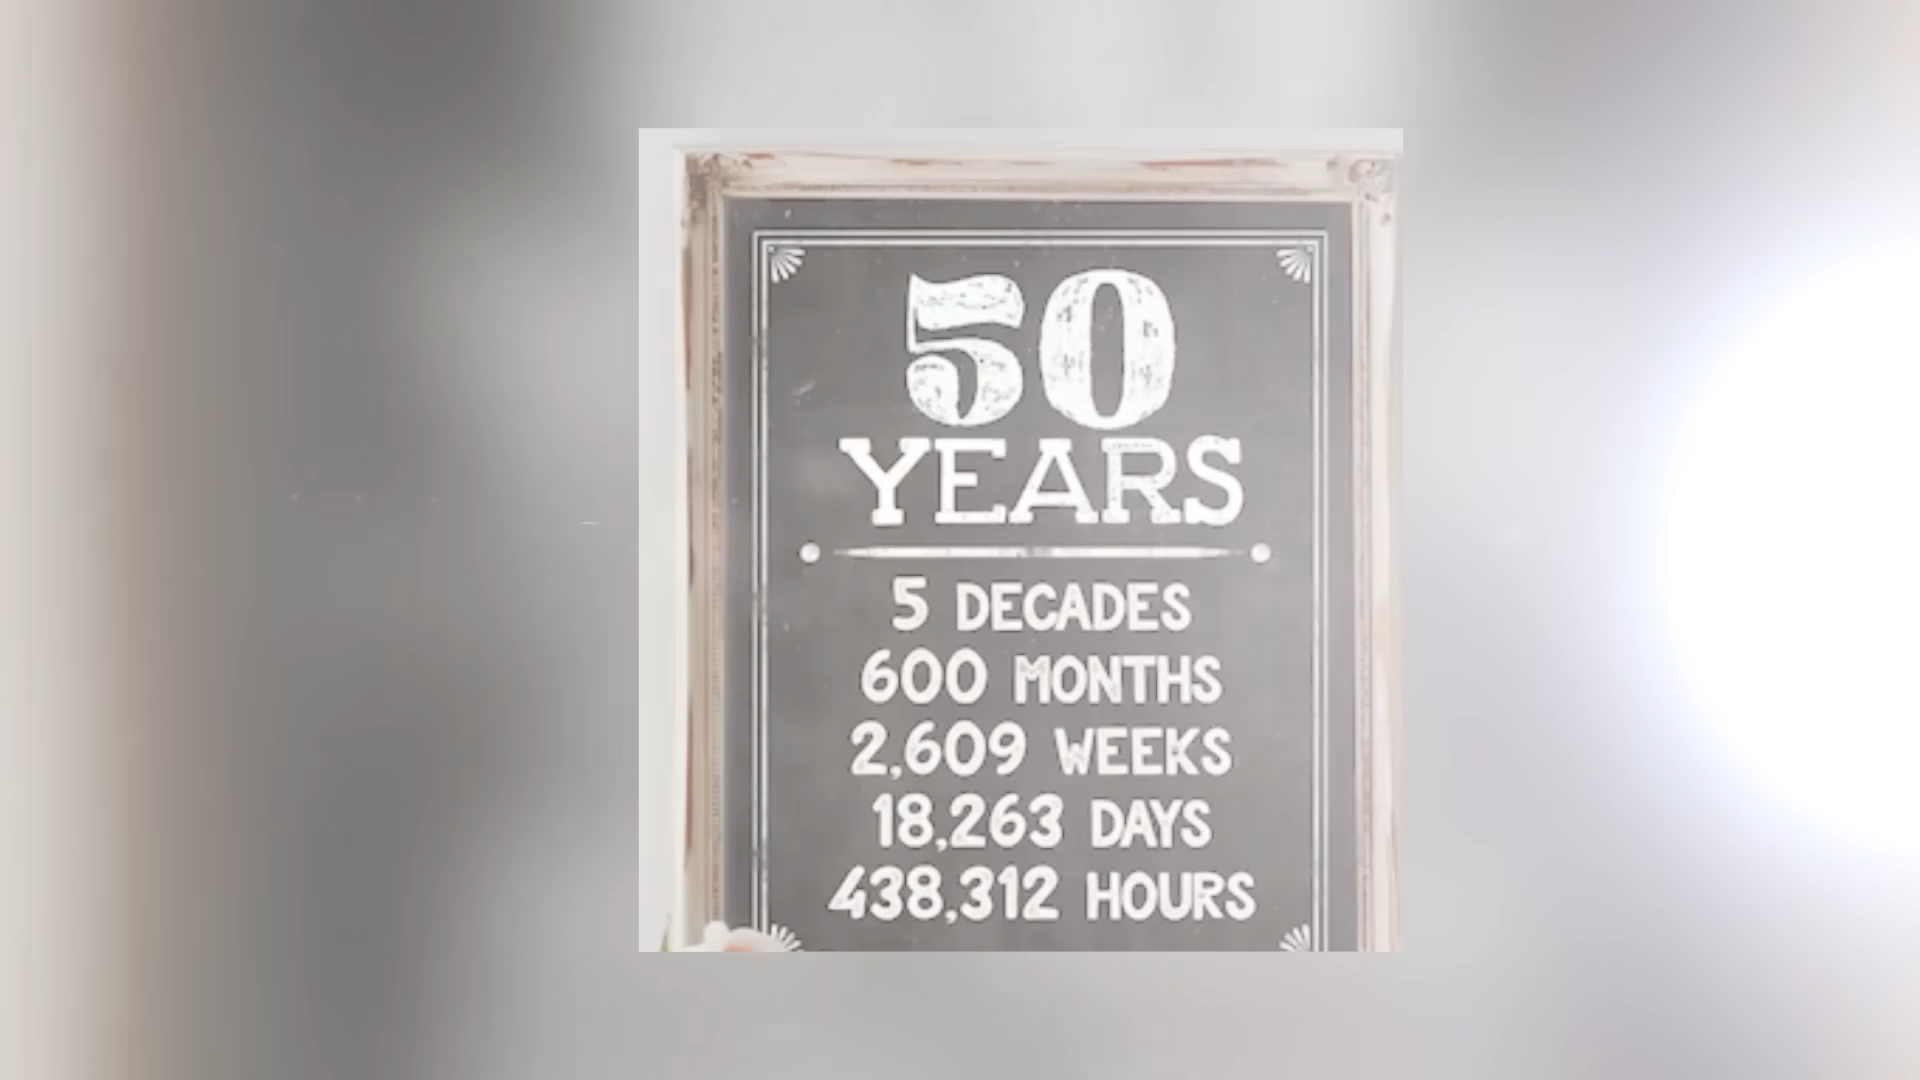 50
YEARS
5 DECADES
600 MONTHS
2,609 WEEKS
18,263 DAYS
438,312 HOURS